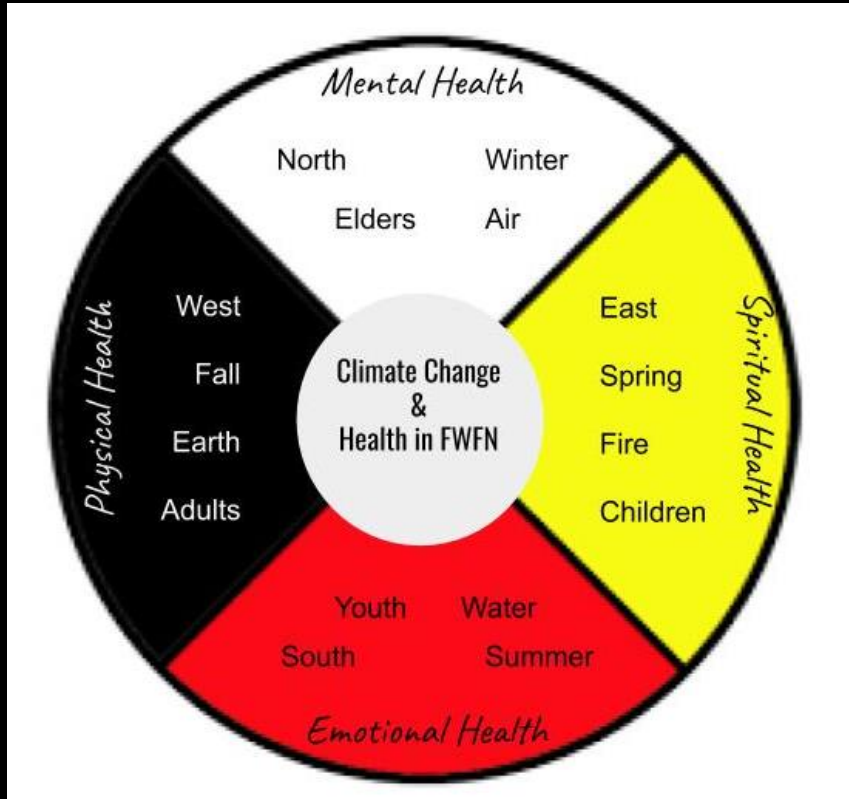 Mental Health
North Winter
Elders Air
Physical Health
West
Fall
Earth
Adults
Climate Change
&
Health in FWFN
East
Spring
Fire
Children
Spiritual Health
Youth Water
South Summer
Emotional Health